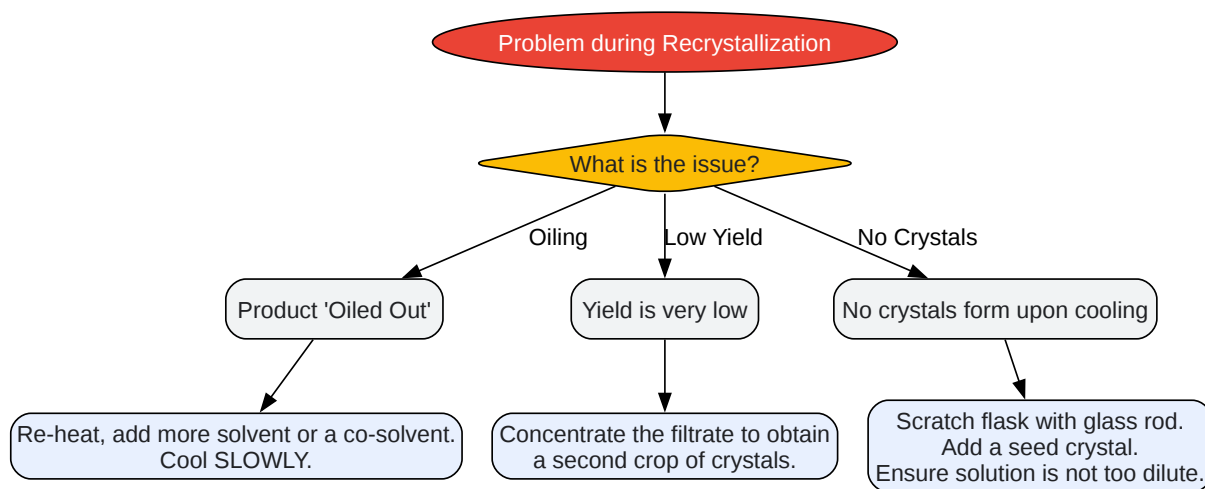 Problem during Recrystallization
What is the issue?
Oiling
Low Yield
No Crystals
Product 'Oiled Out'
Yield is very low
No crystals form upon cooling
Re-heat, add more solvent or a co-solvent.
Cool SLOWLY.
Concentrate the filtrate to obtain
a second crop of crystals.
Scratch flask with glass rod.
Add a seed crystal.
Ensure solution is not too dilute.